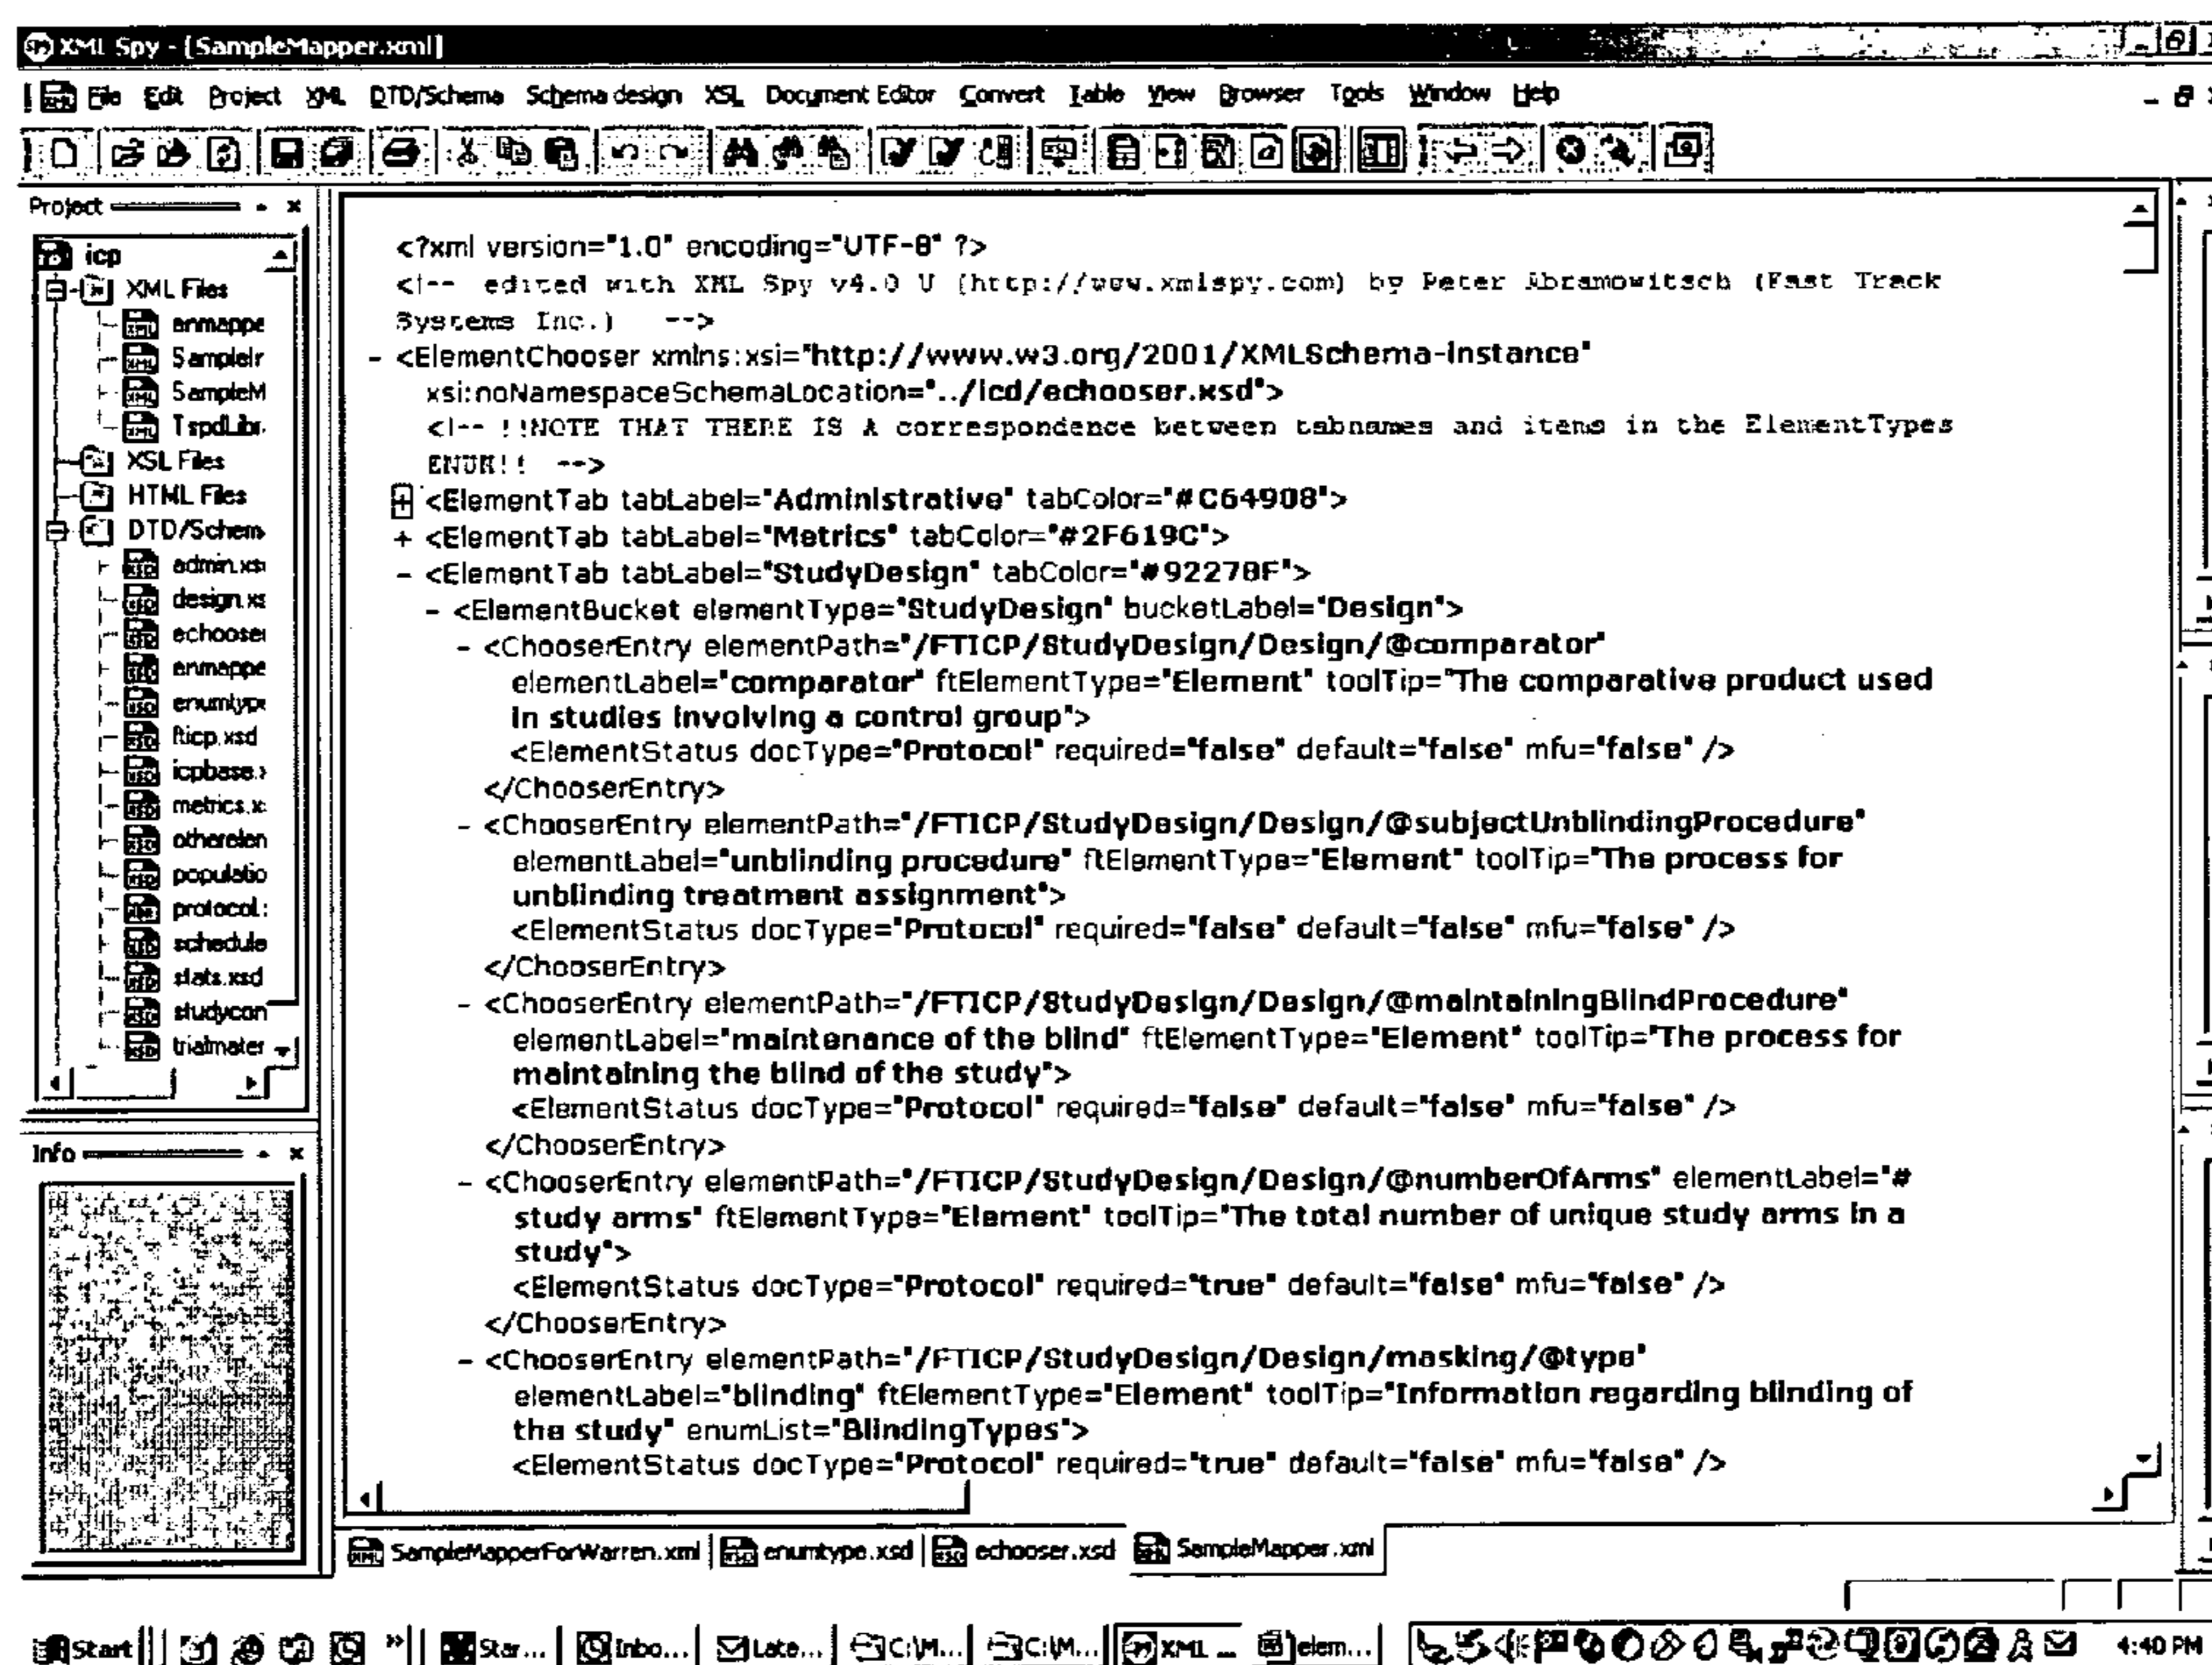 XML Spy - [SampleMapper.xml]
File Edit Project XML DTD/Schema Schema design XSL Document Editor Convert Table View Browser Tools Window Help
Project
icp
XML Files
enmappe
SampleIr
SampleM
TspdLibr.
XSL Files
HTML Files
DTD/Schem
admin.xs
design.xs
echooser
enmappe
enumtype
fticp.xsd
icpbase.x
metrics.x
otherelen
populatio
protocol.
schedule
stats.xsd
studycon
trialmater
Info
<?xml version="1.0" encoding="UTF-8" ?>
<!-- edited with XML Spy v4.0 U (http://www.xmlspy.com) by Peter Abramowitsch (Fast Track
Systems Inc.) -->
- <ElementChooser xmlns:xsi="http://www.w3.org/2001/XMLSchema-instance"
xsi:noNamespaceSchemaLocation="../icd/echooser.xsd">
<!-- !!NOTE THAT THERE IS A correspondence between tabnames and items in the ElementTypes
ENUM!! -->
+ <ElementTab tabLabel="Administrative" tabColor="#C64908">
+ <ElementTab tabLabel="Metrics" tabColor="#2F619C">
- <ElementTab tabLabel="StudyDesign" tabColor="#92278F">
- <ElementBucket elementType="StudyDesign" bucketLabel="Design">
- <ChooserEntry elementPath="/FTICP/StudyDesign/Design/@comparator"
elementLabel="comparator" ftElementType="Element" toolTip="The comparative product used
in studies involving a control group">
<ElementStatus docType="Protocol" required="false" default="false" mfu="false" />
</ChooserEntry>
- <ChooserEntry elementPath="/FTICP/StudyDesign/Design/@subjectUnblindingProcedure"
elementLabel="unblinding procedure" ftElementType="Element" toolTip="The process for
unblinding treatment assignment">
<ElementStatus docType="Protocol" required="false" default="false" mfu="false" />
</ChooserEntry>
- <ChooserEntry elementPath="/FTICP/StudyDesign/Design/@maintainingBlindProcedure"
elementLabel="maintenance of the blind" ftElementType="Element" toolTip="The process for
maintaining the blind of the study">
<ElementStatus docType="Protocol" required="false" default="false" mfu="false" />
</ChooserEntry>
- <ChooserEntry elementPath="/FTICP/StudyDesign/Design/@numberOfArms" elementLabel="#
study arms" ftElementType="Element" toolTip="The total number of unique study arms in a
study">
<ElementStatus docType="Protocol" required="true" default="false" mfu="false" />
</ChooserEntry>
- <ChooserEntry elementPath="/FTICP/StudyDesign/Design/masking/@type"
elementLabel="blinding" ftElementType="Element" toolTip="Information regarding blinding of
the study" enumList="BlindingTypes">
<ElementStatus docType="Protocol" required="true" default="false" mfu="false" />
SampleMapperForWarren.xml enumtype.xsd echooser.xsd SampleMapper.xml
Start » Star... Inbo... Late... C:\M... C:\M... XML ... elem... 4:40 PM